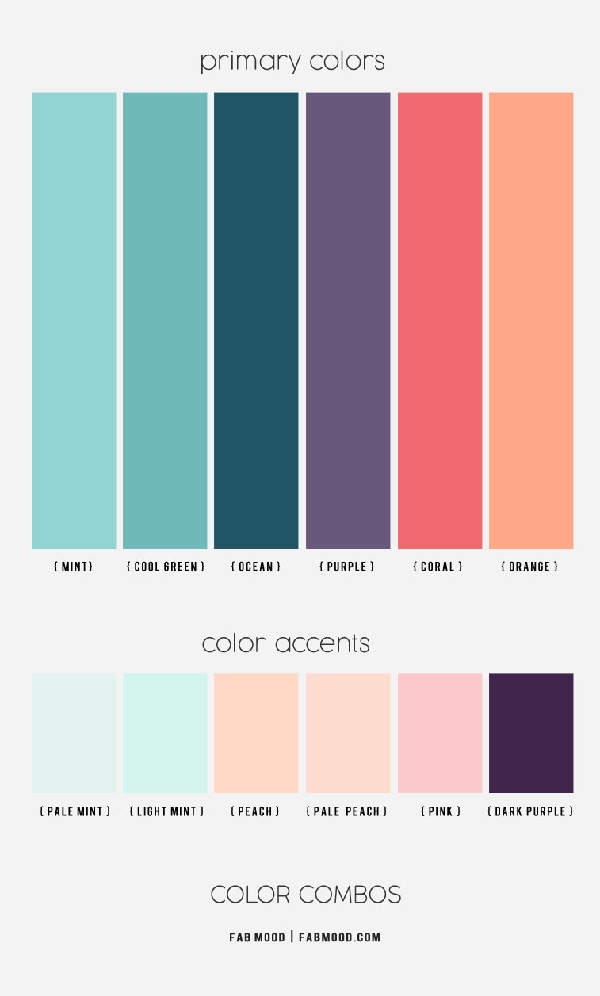 primary colors
{ MINT } { COOL GREEN } { OCEAN } { PURPLE } { CORAL } { ORANGE }
color accents
{ PALE MINT } { LIGHT MINT } { PEACH } { PALE PEACH } { PINK } { DARK PURPLE }
COLOR COMBOS
FAB MOOD | FABMOOD.COM